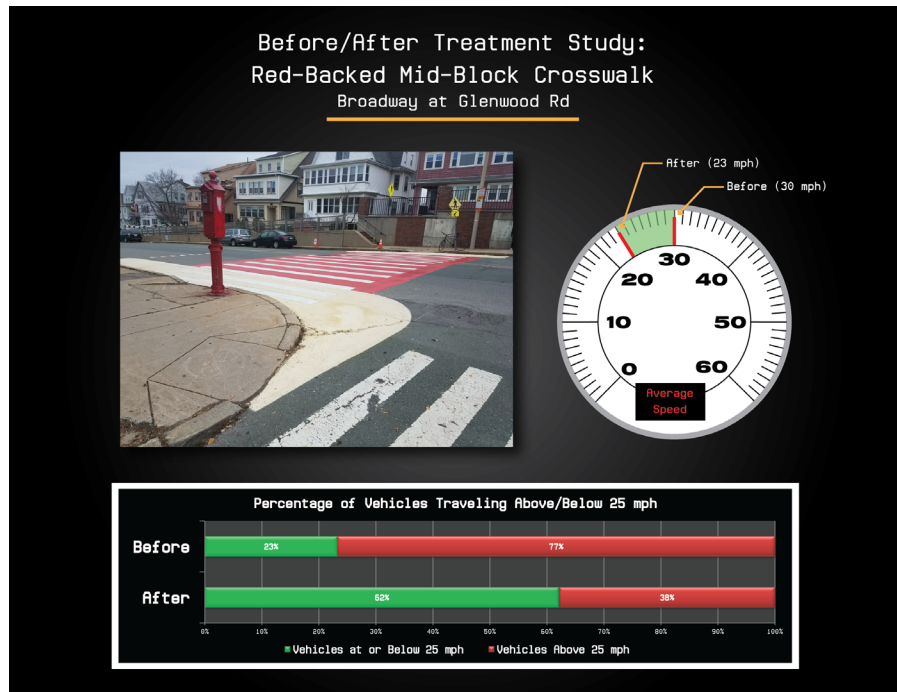 Before/After Treatment Study:
Red-Backed Mid-Block Crosswalk
Broadway at Glenwood Rd
After (23 mph)
Before (30 mph)
30
20
40
10
50
0
60
Average
Speed
Percentage of Vehicles Traveling Above/Below 25 mph
Before
23%
77%
After
62%
38%
0%
10%
20%
30%
40%
50%
60%
70%
80%
90%
100%
Vehicles at or Below 25 mph
Vehicles Above 25 mph